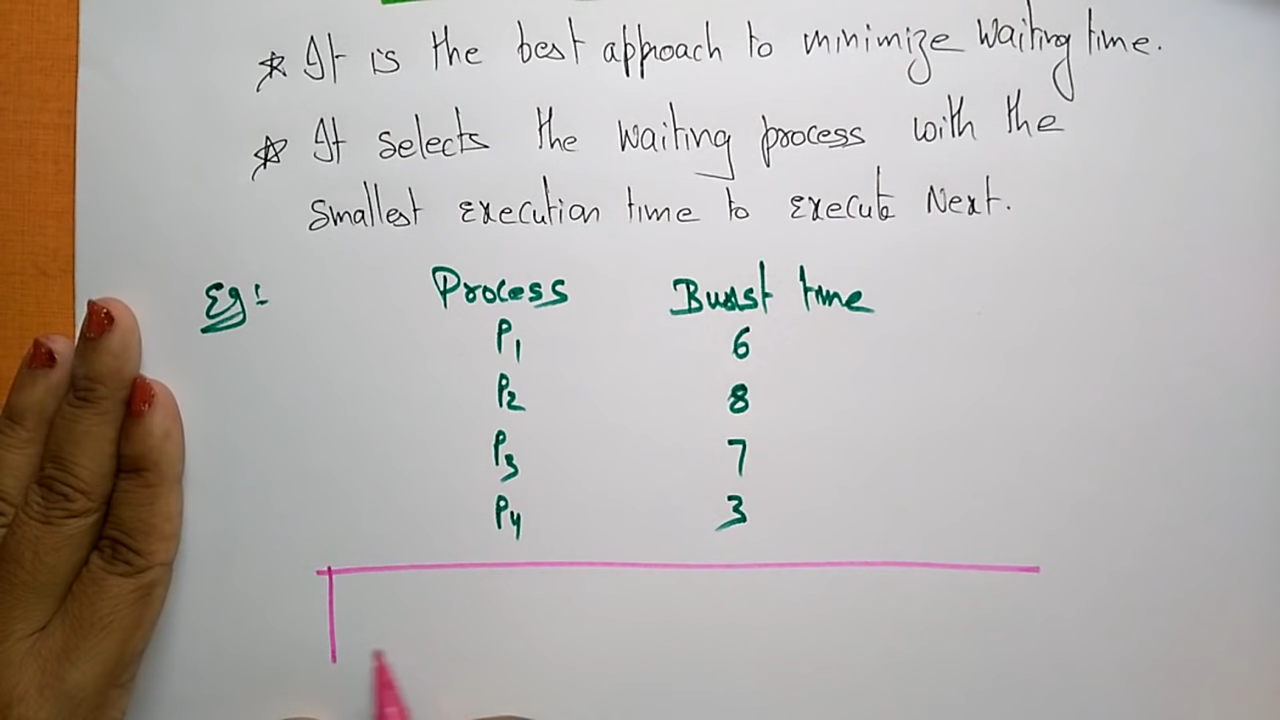 * It is the best approach to minimize waiting time.
* It selects the waiting process with the
smallest execution time to execute Next.
Eg: Process Burst time
P1 6
P2 8
P3 7
P4 3